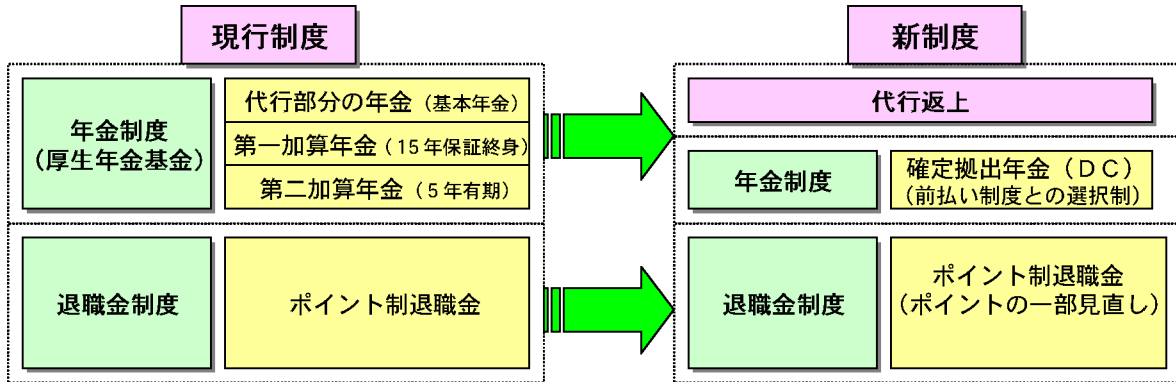 現行制度
年金制度
(厚生年金基金)
代行部分の年金(基本年金)
第一加算年金(15年保証終身)
第二加算年金(5年有期)
退職金制度
ポイント制退職金
新制度
代行返上
年金制度
確定拠出年金(DC)
(前払い制度との選択制)
退職金制度
ポイント制退職金
(ポイントの一部見直し)